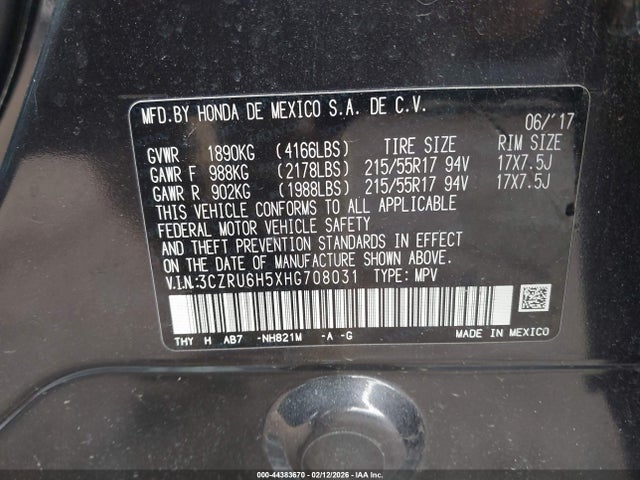 MFD.BY HONDA DE MEXICO S.A. DE C.V.
06/'17
GVWR 1890KG (4166LBS) TIRE SIZE RIM SIZE
GAWR F 988KG (2178LBS) 215/55R17 94V 17X7.5J
GAWR R 902KG (1988LBS) 215/55R17 94V 17X7.5J
THIS VEHICLE CONFORMS TO ALL APPLICABLE
FEDERAL MOTOR VEHICLE SAFETY
AND THEFT PREVENTION STANDARDS IN EFFECT
ON THE DATE OF MANUFACTURE SHOWN ABOVE.
V.I.N:3CZRU6H5XHG708031 TYPE: MPV
THY H AB7 -NH821M -A -G MADE IN MEXICO
000-44383670 - 02/12/2026 - IAA Inc.